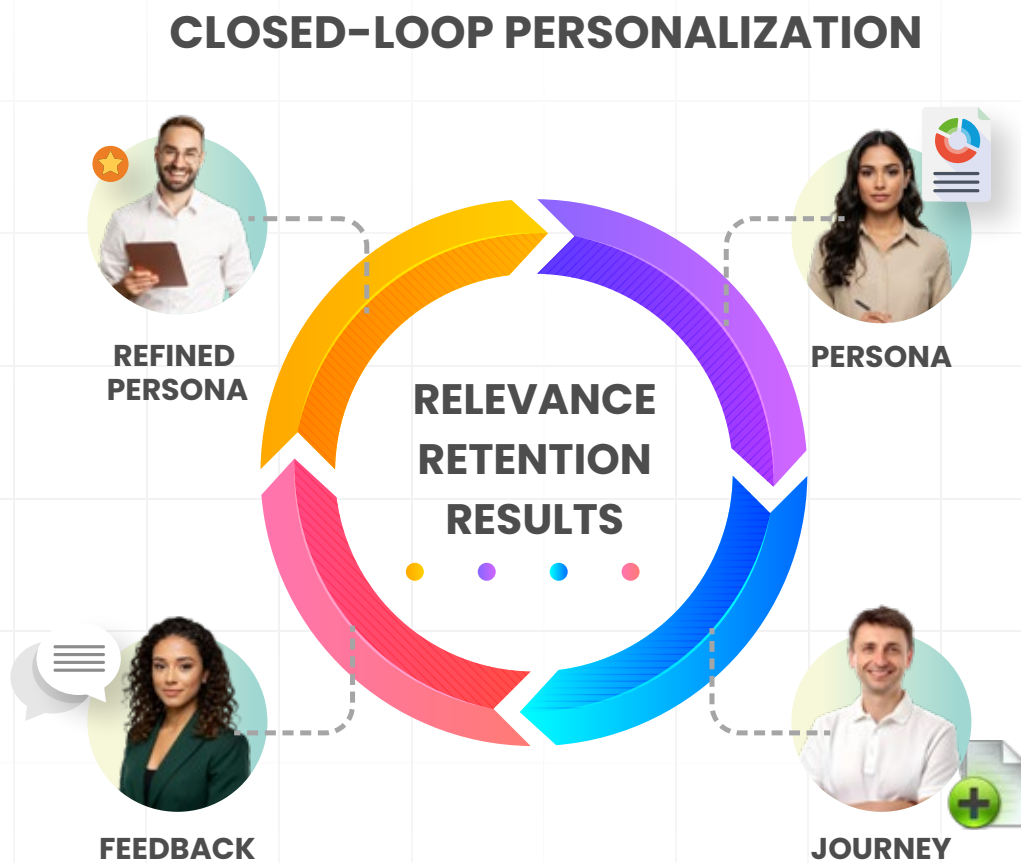 CLOSED-LOOP PERSONALIZATION
REFINED
PERSONA
PERSONA
RELEVANCE
RETENTION
RESULTS
FEEDBACK
JOURNEY